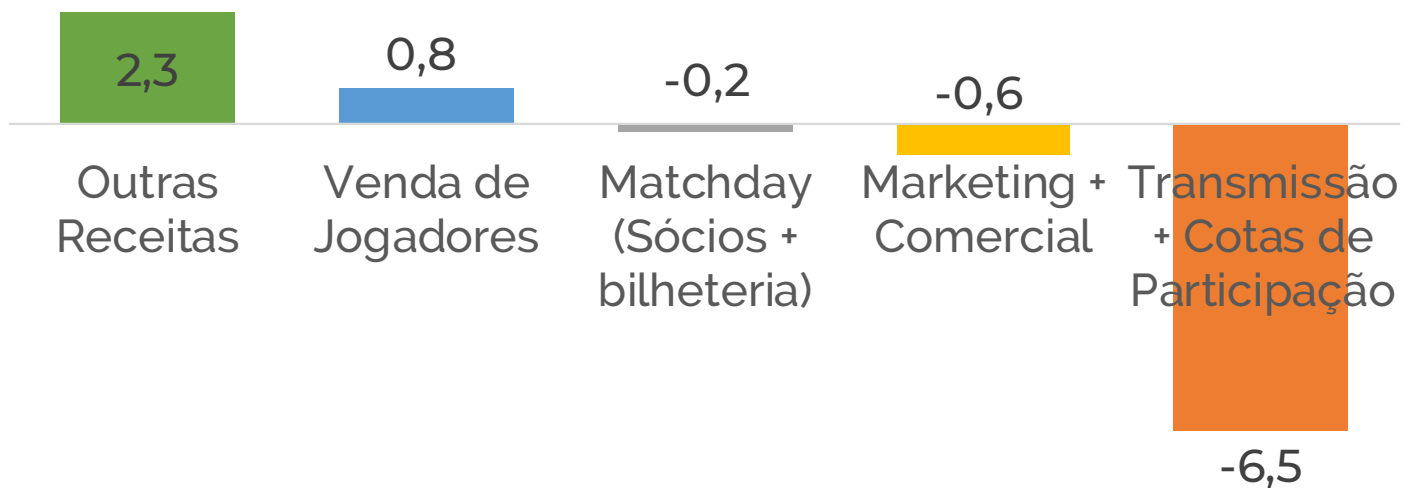 2,3
0,8
-0,2
-0,6
Outras
Receitas
Venda de
Jogadores
Matchday
(Sócios +
bilheteria)
Marketing +
Comercial
Transmissão
+ Cotas de
Participação
-6,5